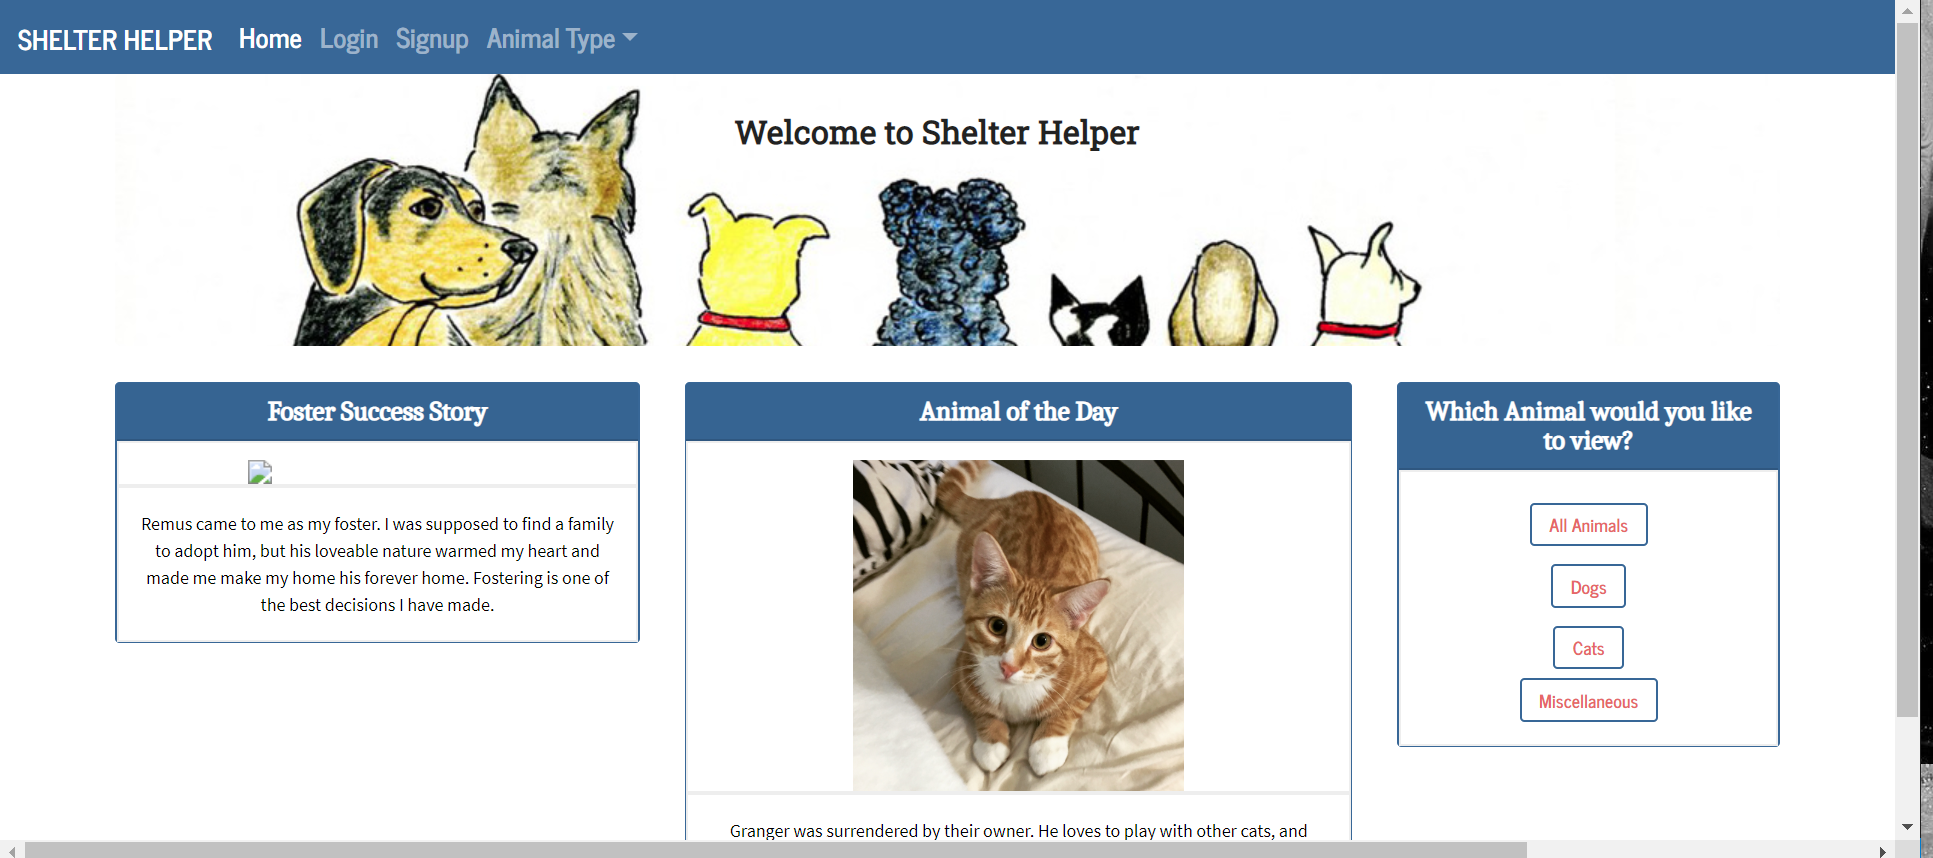 SHELTER HELPER Home Login Signup Animal Type
Welcome to Shelter Helper
Foster Success Story
Remus came to me as my foster. I was supposed to find a family
to adopt him, but his loveable nature warmed my heart and
made me make my home his forever home. Fostering is one of
the best decisions I have made.
Animal of the Day
Granger was surrendered by their owner. He loves to play with other cats, and
Which Animal would you like
to view?
All Animals
Dogs
Cats
Miscellaneous